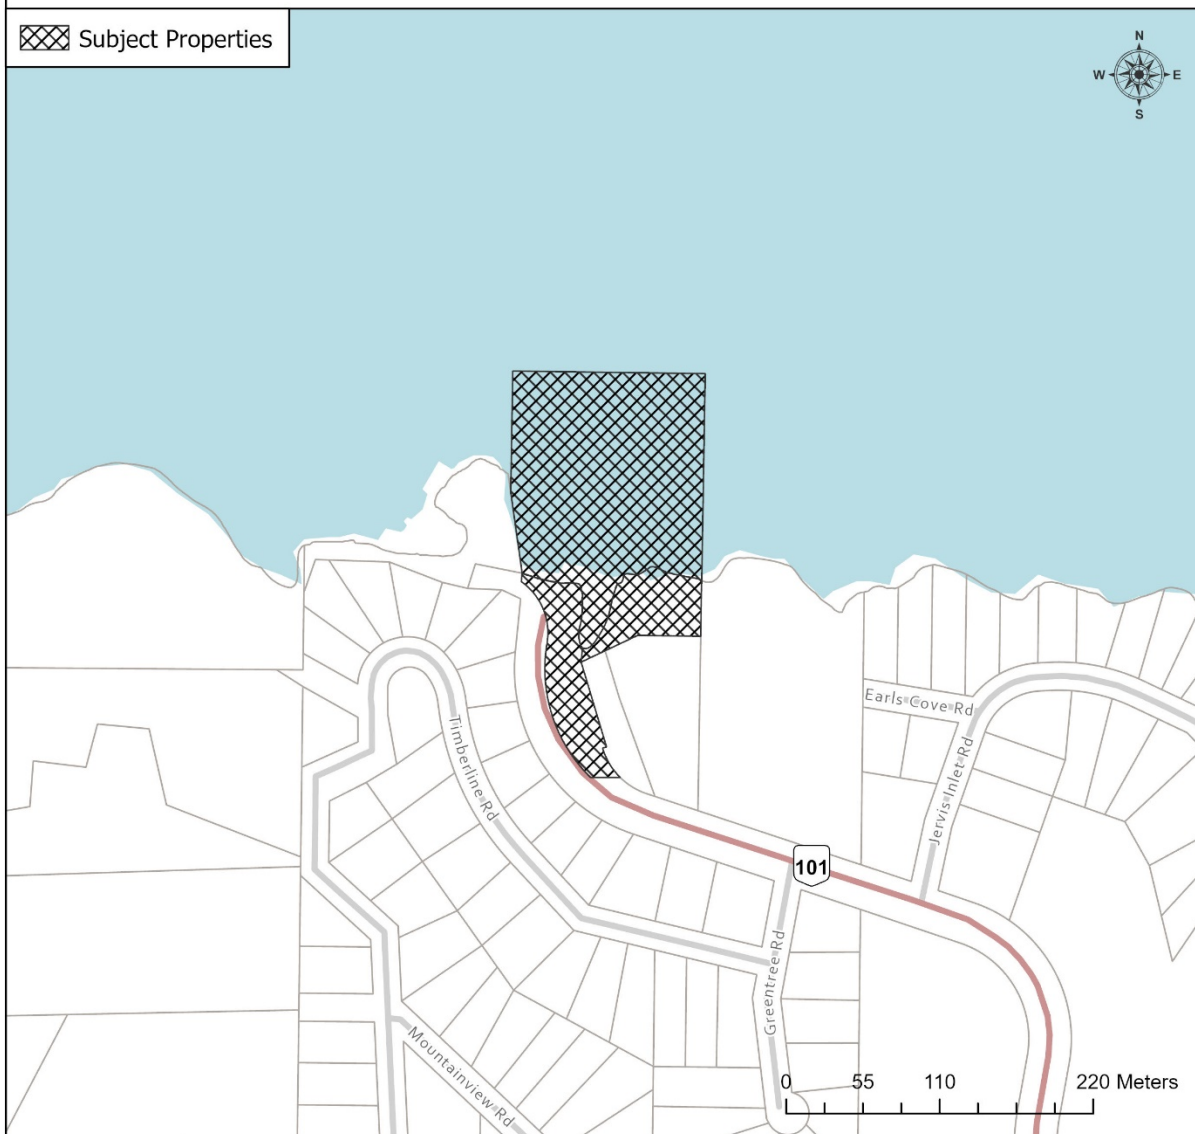 Subject Properties
N
W E
S
Earls Cove Rd
Timberline Rd
Jervis Inlet Rd
101
Greentree Rd
Mountainview Rd
0 55 110 220 Meters